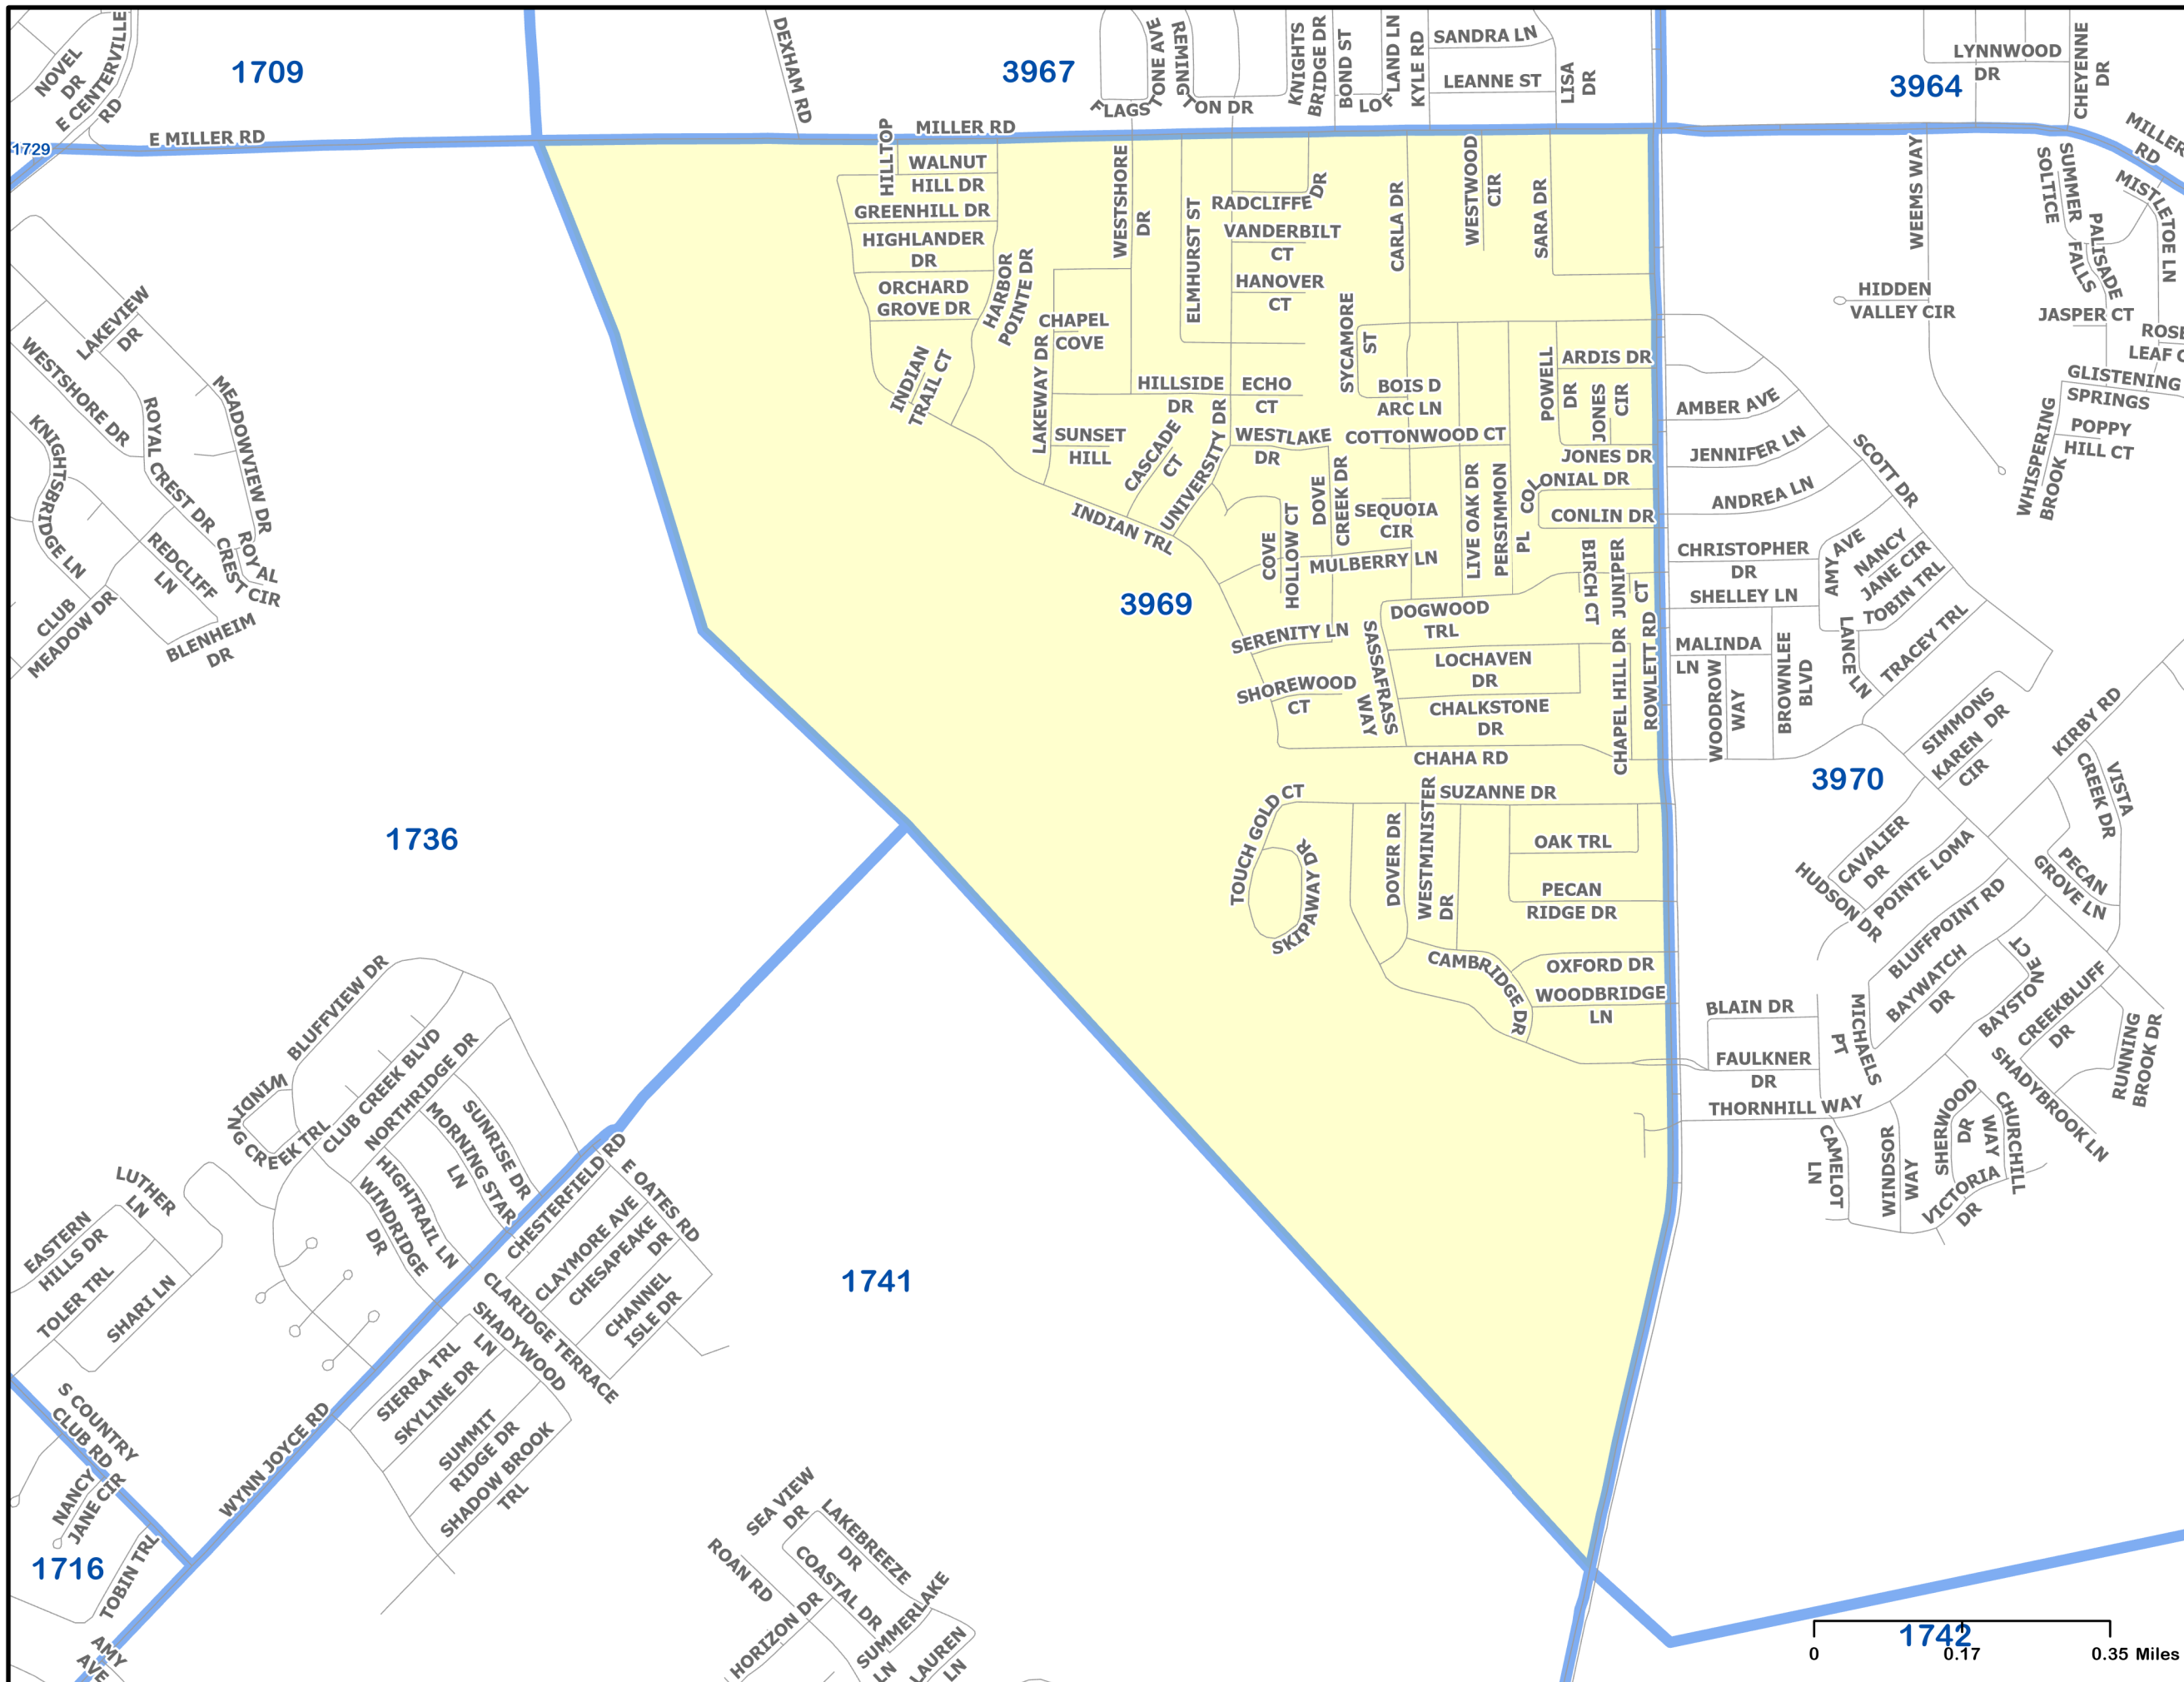 NOVEL
DR
E CENTERVILLE
RD
1709
1729
E MILLER RD
DEXHAM RD
3967
FLAGS
TONE AVE
REMING
TON DR
KNIGHTS
BRIDGE DR
BOND ST
LOF
LAND LN
KYLE RD
SANDRA LN
LEANNE ST
LISA
DR
3964
LYNNWOOD
DR
CHEYENNE
DR
MILLER
RD
MILLER RD
HILLTOP
WALNUT
HILL DR
GREENHILL DR
HIGHLANDER
DR
ORCHARD
GROVE DR
HARBOR
POINTE DR
INDIAN
TRAIL CT
WESTSHORE
DR
ELMHURST ST
RADCLIFFE
DR
VANDERBILT
CT
HANOVER
CT
CARLA DR
WESTWOOD
CIR
SARA DR
CHAPEL
COVE
LAKEWAY DR
HILLSIDE
DR
ECHO
CT
SYCAMORE
ST
BOIS D
ARC LN
POWELL
DR
ARDIS DR
JONES
CIR
SUNSET
HILL
CASCADE
CT
UNIVERSITY DR
WESTLAKE
DR
COTTONWOOD CT
JONES DR
COL
ONIAL DR
CONLIN DR
INDIAN TRL
DOVE
CREEK DR
SEQUOIA
CIR
LIVE OAK DR
PERSIMMON
PL
COVE
HOLLOW CT
MULBERRY LN
BIRCH CT
JUNIPER
CT
3969
DOGWOOD
TRL
SERENITY LN
SASSAFRASS
WAY
LOCHAVEN
DR
SHOREWOOD
CT
CHALKSTONE
DR
CHAPEL HILL DR
ROWLETT RD
CHAHA RD
SUZANNE DR
TOUCH GOLD CT
SKIPAWAY DR
DOVER DR
WESTMINISTER
DR
OAK TRL
PECAN
RIDGE DR
CAMBRIDGE DR
OXFORD DR
WOODBRIDGE
LN
WEEMS WAY
SUMMER
SOLTICE
MISTLETOE LN
PALISADE
FALLS
HIDDEN
VALLEY CIR
JASPER CT
ROSE
LEAF C
GLISTENING
SPRINGS
POPPY
HILL CT
WHISPERING
BROOK
AMBER AVE
JENNIFER LN
ANDREA LN
SCOTT DR
CHRISTOPHER
DR
AMY AVE
NANCY
JANE CIR
SHELLEY LN
TOBIN TRL
MALINDA
LN
WOODROW
WAY
BROWNLEE
BLVD
LANCE LN
TRACEY TRL
3970
SIMMONS
DR
KAREN
CIR
KIRBY RD
VISTA
CREEK DR
CAVALIER
DR
HUDSON DR
POINTE LOMA
PECAN
GROVE LN
BLUFFPOINT RD
BAYWATCH
DR
BAYSTONE CT
CREEKBLUFF
DR
BLAIN DR
MICHAELS
PT
FAULKNER
DR
THORNHILL WAY
SHADYBROOK LN
RUNNING
BROOK DR
CAMELOT
LN
WINDSOR
WAY
SHERWOOD
DR
CHURCHILL
WAY
VICTORIA
DR
LAKEVIEW
DR
WESTSHORE DR
ROYAL CREST DR
MEADOWVIEW DR
KNIGHTSBRIDGE LN
REDCLIFF
LN
ROYAL
CREST CIR
CLUB
MEADOW DR
BLENHEIM
DR
1736
BLUFFVIEW DR
WINDING CREEK TRL
CLUB CREEK BLVD
NORTHRIDGE DR
SUNRISE DR
MORNING STAR
LN
HIGHTRAIL LN
WINDRIDGE
DR
CHESTERFIELD RD
E OATES RD
CLAYMORE AVE
CHESAPEAKE
DR
CHANNEL
ISLE DR
CLARIDGE TERRACE
SHADYWOOD
LN
1741
LUTHER
LN
EASTERN
HILLS DR
TOLER TRL
SHARI LN
SIERRA TRL
SKYLINE DR
SUMMIT
RIDGE DR
SHADOW BROOK
TRL
S COUNTRY
CLUB RD
NANCY
JANE CIR
WYNN JOYCE RD
1716
TOBIN TRL
AMY
AVE
SEA VIEW
DR
LAKEBREEZE
DR
ROAN RD
COASTAL DR
HORIZON DR
SUMMERLAKE
LN
LAUREN
LN
1742
0
0.17
0.35 Miles